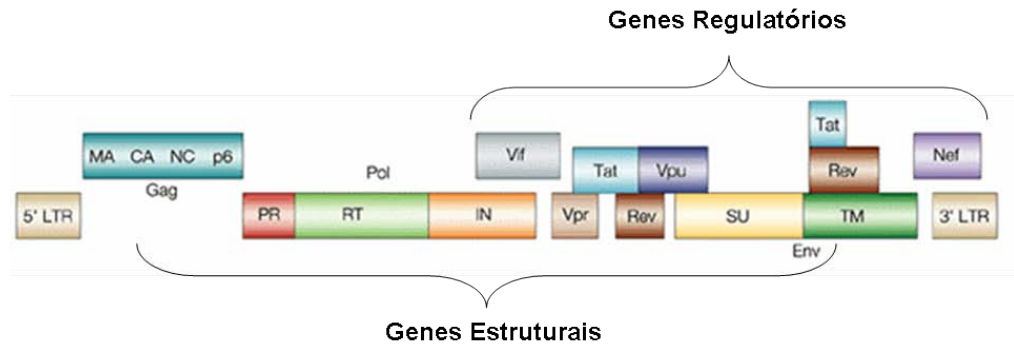 Genes Regulatórios
Tat
MA CA NC p6
Vif
Tat
Vpu
Rev
Nef
Pol
Gag
5' LTR
PR
RT
IN
Vpr
Rev
SU
TM
3' LTR
Env
Genes Estruturais